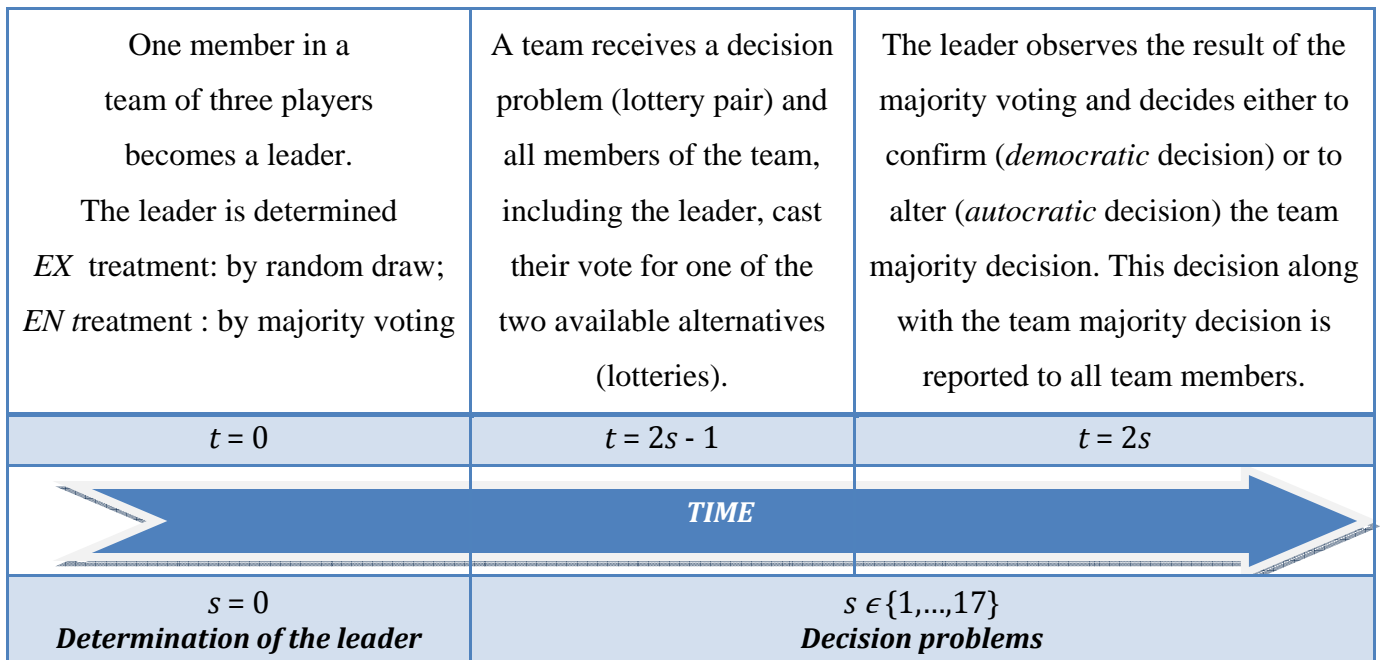 One member in a
team of three players
becomes a leader.
The leader is determined
EX treatment: by random draw;
EN treatment : by majority voting
A team receives a decision
problem (lottery pair) and
all members of the team,
including the leader, cast
their vote for one of the
two available alternatives
(lotteries).
The leader observes the result of the
majority voting and decides either to
confirm (democratic decision) or to
alter (autocratic decision) the team
majority decision. This decision along
with the team majority decision is
reported to all team members.
t = 0
t = 2s - 1
t = 2s
TIME
s = 0
Determination of the leader
s ϵ {1,...,17}
Decision problems